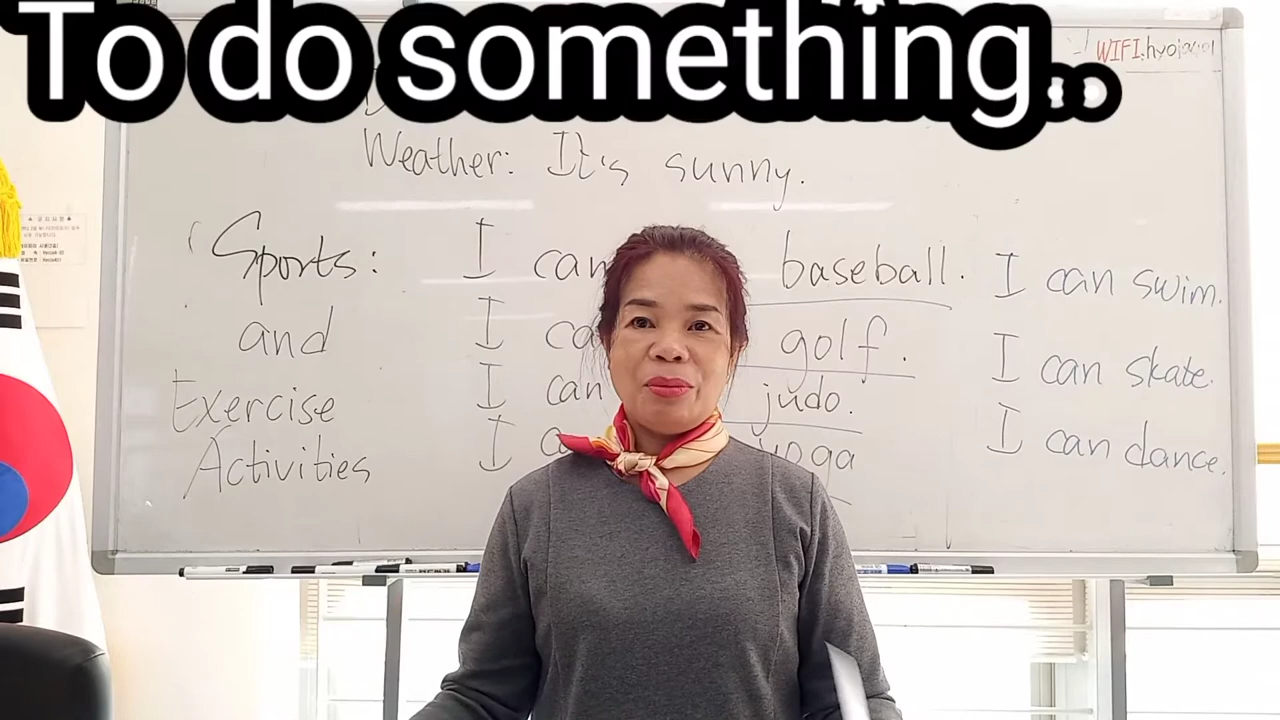 To do something..
WIFI:
Weather: It's sunny.
Sports: I can baseball. I can swim.
and I golf. I can skate.
Exercise I can judo. I can dance.
Activities I yoga